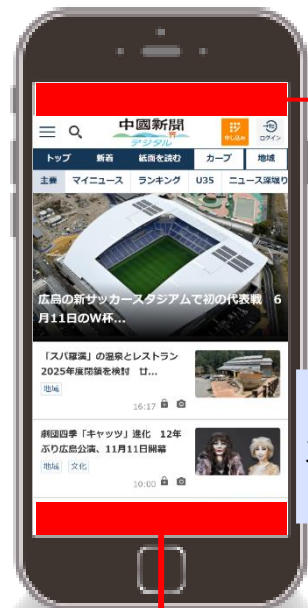 中國新聞
デジタル
申し込み
ログイン
トップ 新着 紙面を読む カープ 地域
主要 マイニュース ランキング U35 ニュース深堀り
広島の新サッカースタジアムで初の代表戦 6
月11日のW杯...
「スパ羅漢」の温泉とレストラン
2025年度閉鎖を検討 廿...
地域
16:17
劇団四季「キャッツ」進化 12年
ぶり広島公演、11月11日開幕
地域 文化
10:00